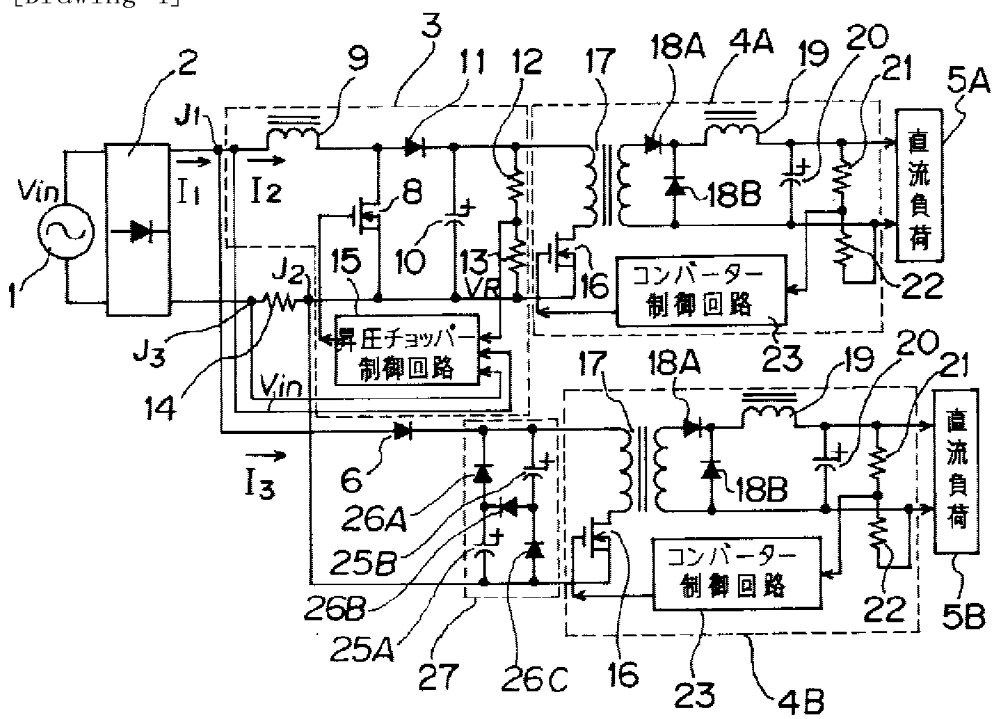 [Drawing 4]
3
9
11
12
17
18A
4A
19
20
21
5A
2
J1
I1
I2
Vin
1
8
10
13
VR
15
J2
16
18B
22
直流負荷
コンバーター
制御回路
23
J3
14
昇圧チョッパー
制御回路
Vin
17
18A
19
20
21
I3
6
26A
25B
26B
25A
27
26C
16
18B
コンバーター
制御回路
23
22
直流負荷
5B
4B